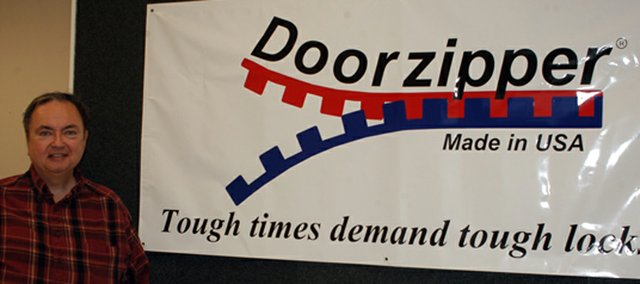 Doorzipper®
Made in USA
Tough times demand tough lock